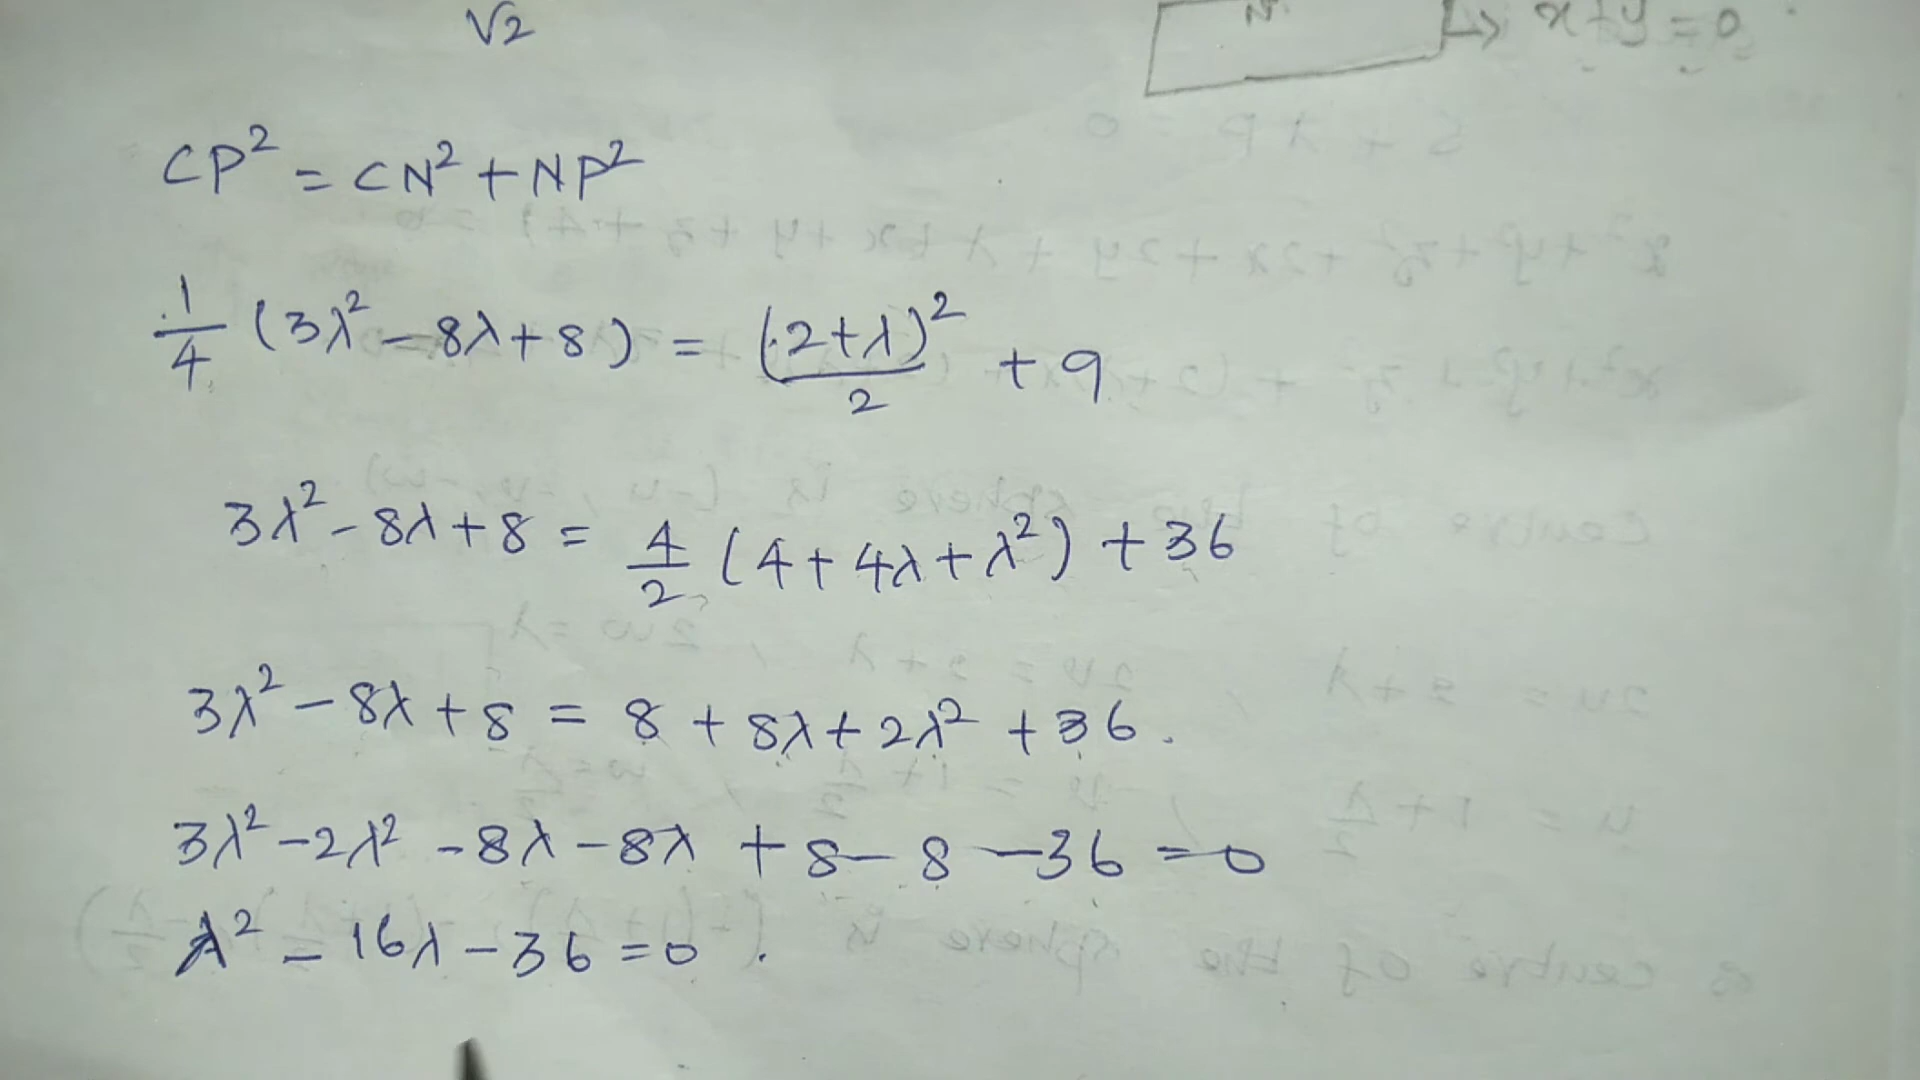 √2
N
→ x+y=0
CP² = CN² + NP²
1/4 (3λ² - 8λ + 8) = (2+λ)²/2 + 9
3λ² - 8λ + 8 = 4/2 (4 + 4λ + λ²) + 36
3λ² - 8λ + 8 = 8 + 8λ + 2λ² + 36.
3λ² - 2λ² - 8λ - 8λ + 8 - 8 - 36 = 0
λ² - 16λ - 36 = 0.